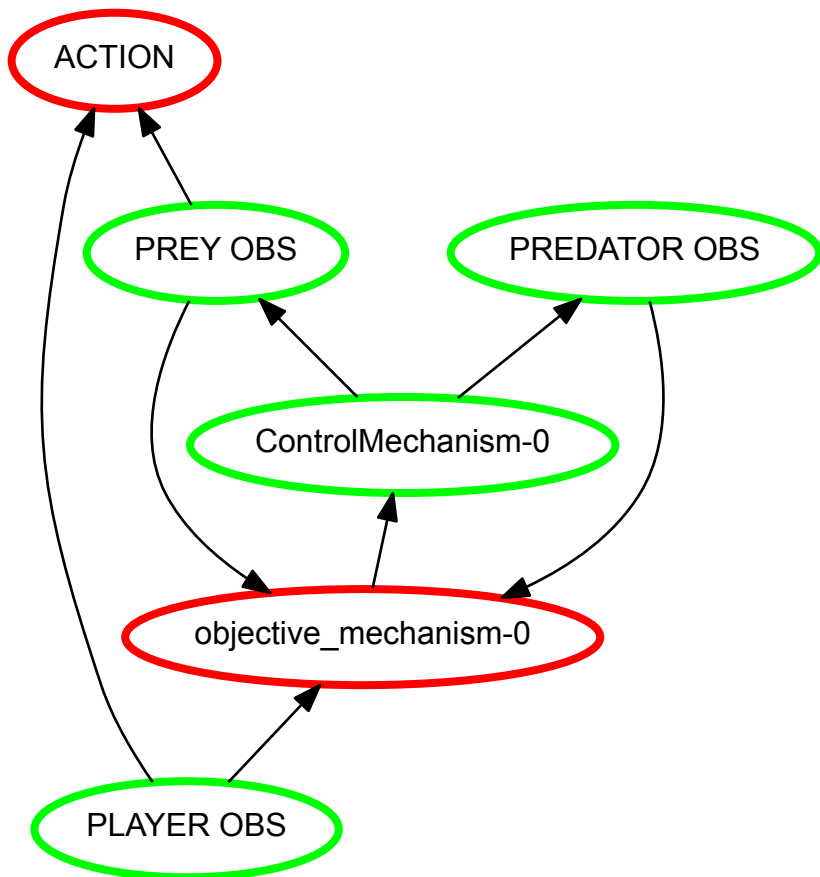 ACTION
PREY OBS
PREDATOR OBS
ControlMechanism-0
objective_mechanism-0
PLAYER OBS